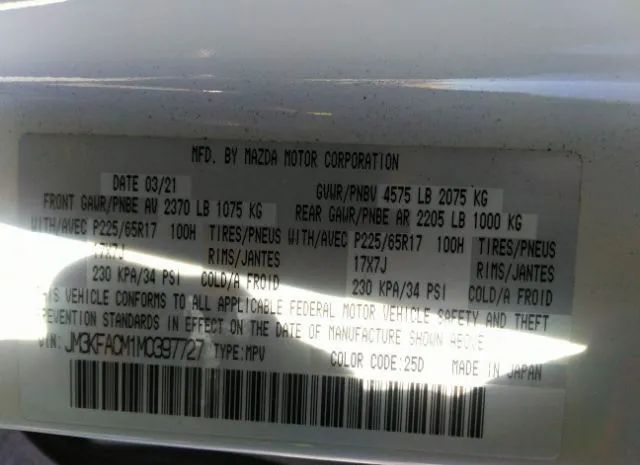 MFD. BY MAZDA MOTOR CORPORATION
DATE 03/21 GVWR/PNBV 4575 LB 2075 KG
FRONT GAWR/PNBE AV 2370 LB 1075 KG REAR GAWR/PNBE AR 2205 LB 1000 KG
WITH/AVEC P225/65R17 100H TIRES/PNEUS WITH/AVEC P225/65R17 100H TIRES/PNEUS
17X7J RIMS/JANTES 17X7J RIMS/JANTES
230 KPA/34 PSI COLD/A FROID 230 KPA/34 PSI COLD/A FROID
THIS VEHICLE CONFORMS TO ALL APPLICABLE FEDERAL MOTOR VEHICLE SAFETY AND THEFT
PREVENTION STANDARDS IN EFFECT ON THE DATE OF MANUFACTURE SHOWN ABOVE
VIN: JM3KFACM1M0397727 TYPE:MPV COLOR CODE:25D MADE IN JAPAN